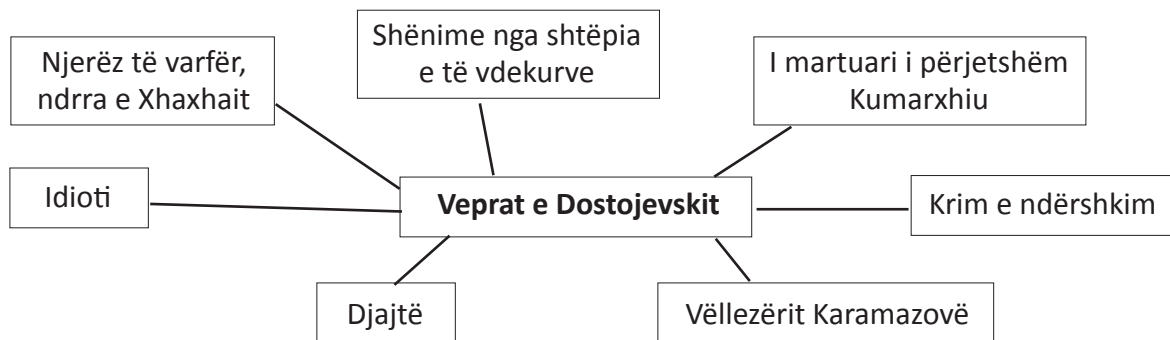 Njerëz të varfër,
ndrra e Xhaxhait
Shënime nga shtëpia
e të vdekurve
I martuari i përjetshëm
Kumarxhiu
Idioti
Veprat e Dostojevskit
Krim e ndërshkim
Djajtë
Vëllezërit Karamazovë